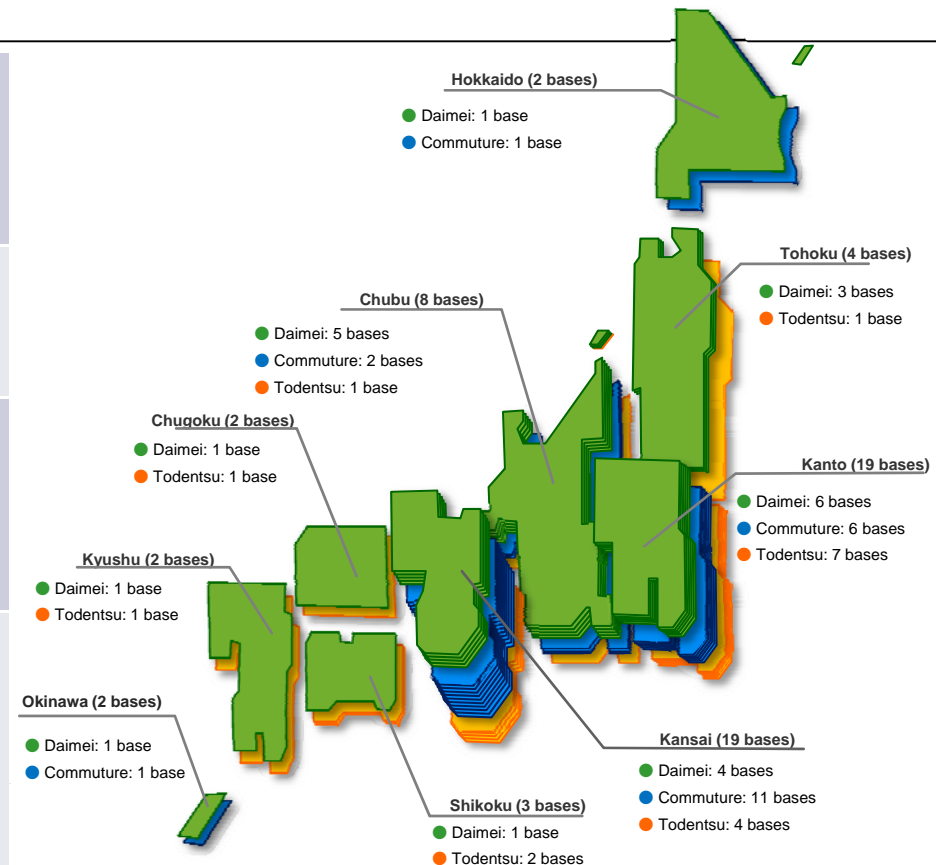 Hokkaido (2 bases)
Daimei: 1 base
Commuture: 1 base
Tohoku (4 bases)
Daimei: 3 bases
Todentsu: 1 base
Chubu (8 bases)
Daimei: 5 bases
Commuture: 2 bases
Todentsu: 1 base
Chugoku (2 bases)
Daimei: 1 base
Todentsu: 1 base
Kanto (19 bases)
Daimei: 6 bases
Commuture: 6 bases
Todentsu: 7 bases
Kyushu (2 bases)
Daimei: 1 base
Todentsu: 1 base
Okinawa (2 bases)
Daimei: 1 base
Commuture: 1 base
Kansai (19 bases)
Daimei: 4 bases
Commuture: 11 bases
Todentsu: 4 bases
Shikoku (3 bases)
Daimei: 1 base
Todentsu: 2 bases